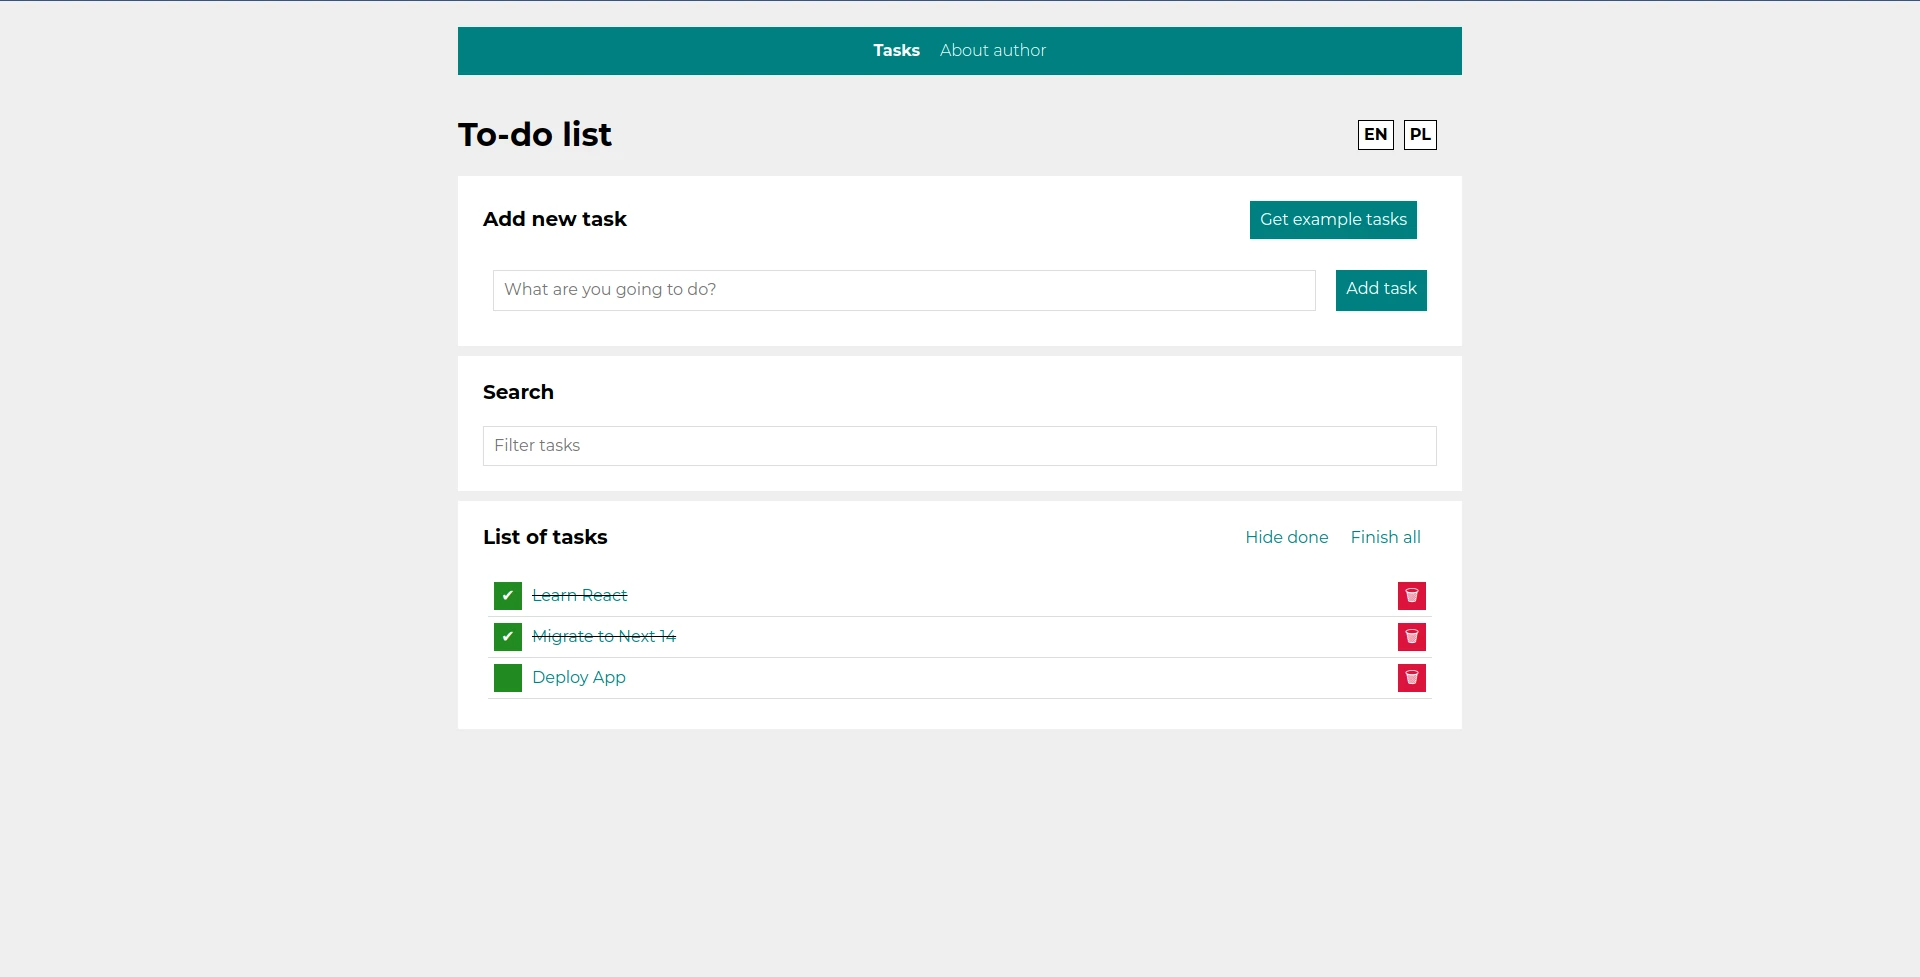 Tasks About author
To-do list EN PL
Add new task Get example tasks
What are you going to do? Add task
Search
Filter tasks
List of tasks Hide done Finish all
✔ Learn React
✔ Migrate to Next 14
Deploy App